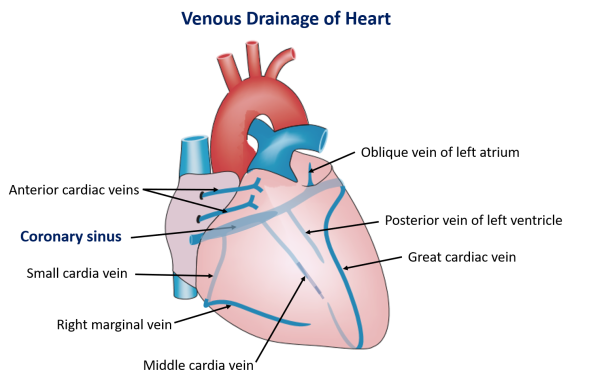 Venous Drainage of Heart
Oblique vein of left atrium
Anterior cardiac veins
Posterior vein of left ventricle
Coronary sinus
Great cardiac vein
Small cardia vein
Right marginal vein
Middle cardia vein